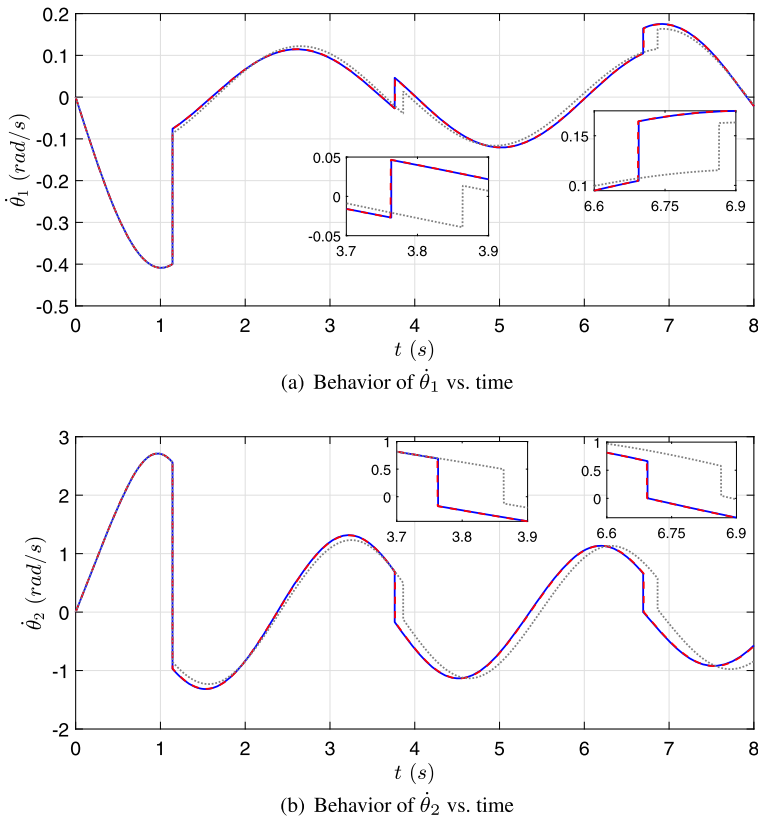 0.2
0.1
0
-0.1
-0.2
-0.3
-0.4
-0.5
θ̇1 (rad/s)
0.05
0
-0.05
3.7 3.8 3.9
0.15
0.1
6.6 6.75 6.9
0 1 2 3 4 5 6 7 8
t (s)
(a) Behavior of θ̇1 vs. time
3
2
1
0
-1
-2
θ̇2 (rad/s)
1
0.5
0
3.7 3.8 3.9
1
0.5
0
6.6 6.75 6.9
0 1 2 3 4 5 6 7 8
t (s)
(b) Behavior of θ̇2 vs. time